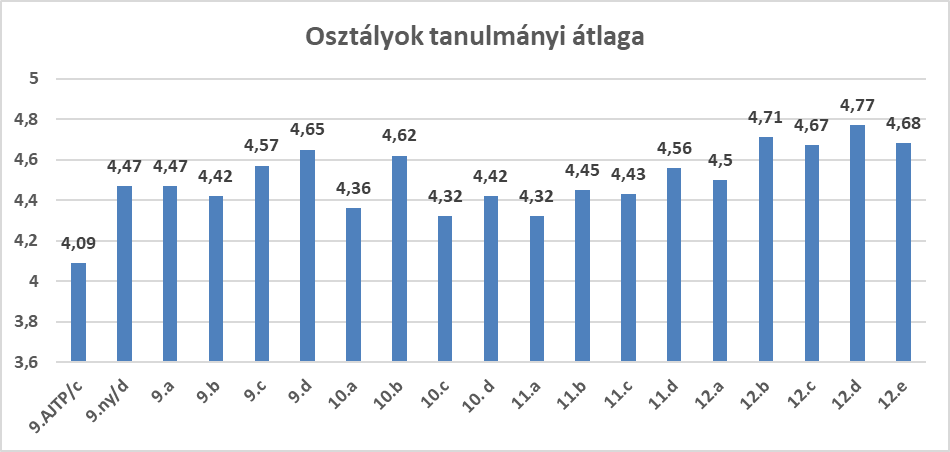 Osztályok tanulmányi átlaga
5
4,8
4,6
4,4
4,2
4
3,8
3,6
4,09
4,47
4,47
4,42
4,57
4,65
4,36
4,62
4,32
4,42
4,32
4,45
4,43
4,56
4,5
4,71
4,67
4,77
4,68
9.AJTP/c
9.ny/d
9.a
9.b
9.c
9.d
10.a
10.b
10.c
10.d
11.a
11.b
11.c
11.d
12.a
12.b
12.c
12.d
12.e